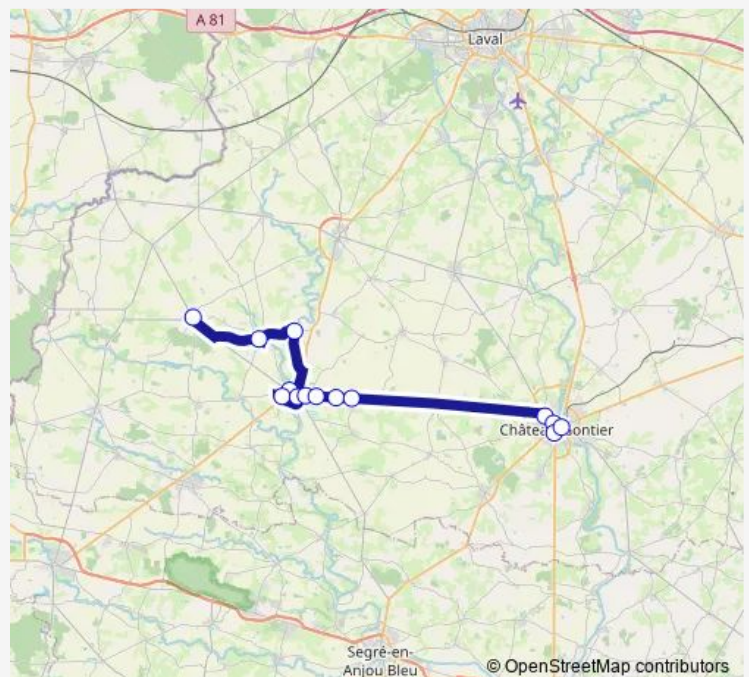 A 81
Laval
Château-Gontier
Segré-en-
Anjou Bleu
© OpenStreetMap contributors